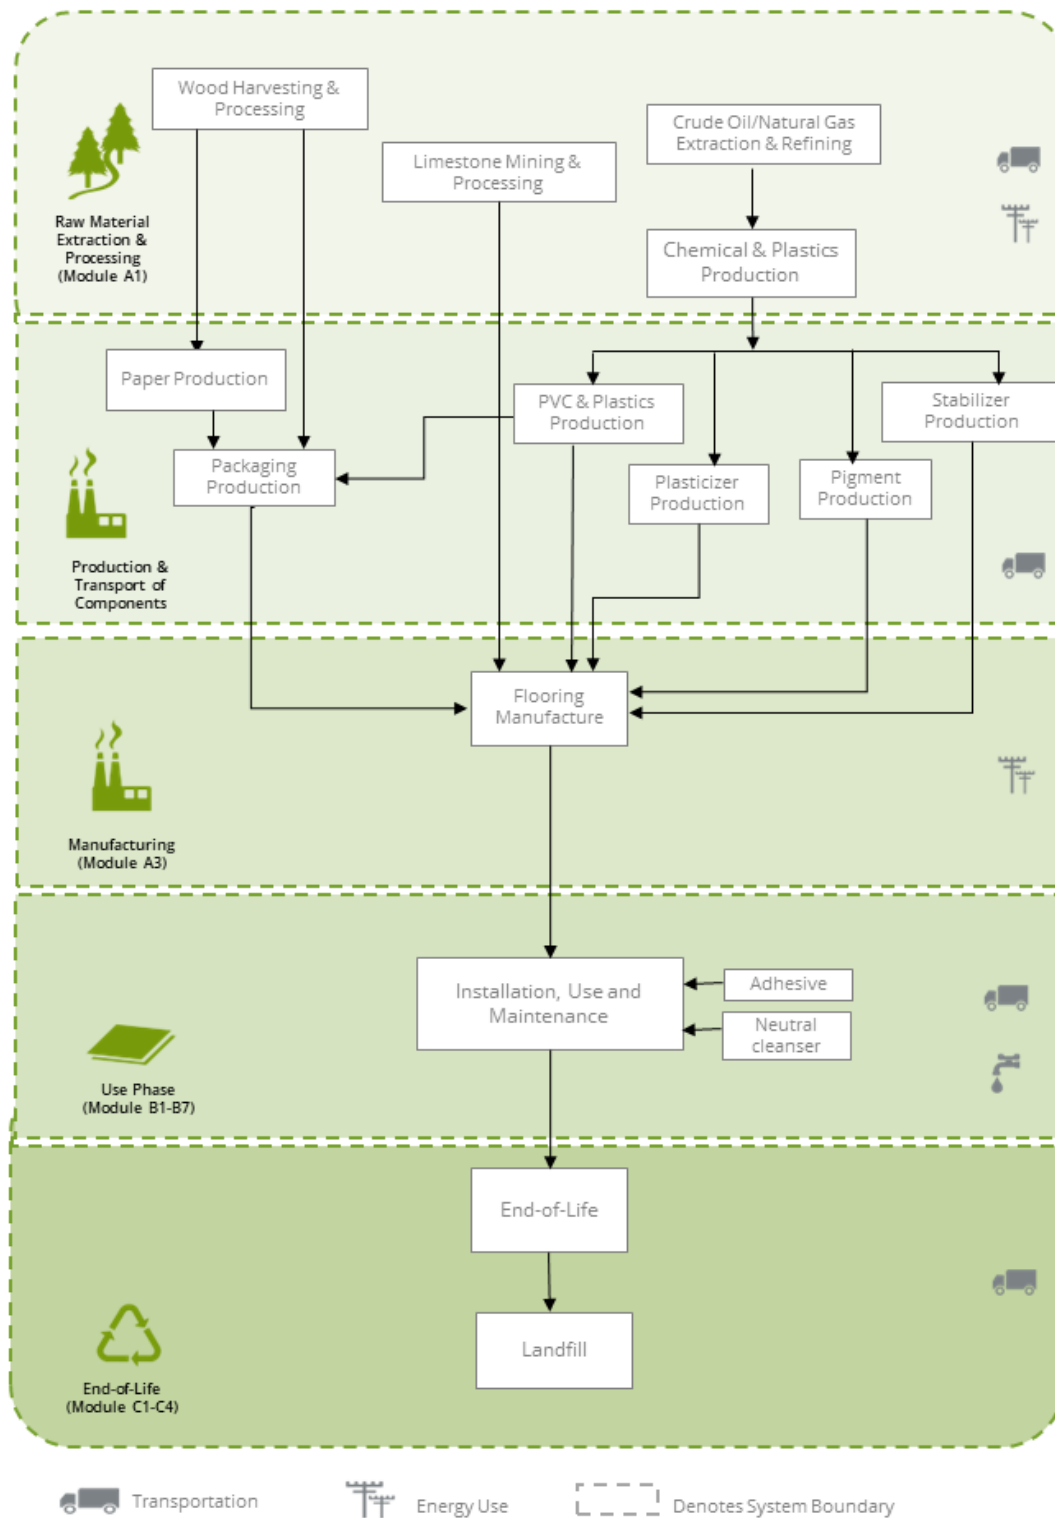 Wood Harvesting &
Processing
Crude Oil/Natural Gas
Extraction & Refining
Limestone Mining &
Processing
Raw Material
Extraction &
Processing
(Module A1)
Chemical & Plastics
Production
Paper Production
PVC & Plastics
Production
Stabilizer
Production
Packaging
Production
Plasticizer
Production
Pigment
Production
Production &
Transport of
Components
Flooring
Manufacture
Manufacturing
(Module A3)
Installation, Use and
Maintenance
Adhesive
Neutral
cleanser
Use Phase
(Module B1-B7)
End-of-Life
Landfill
End-of-Life
(Module C1-C4)
Transportation
Energy Use
Denotes System Boundary